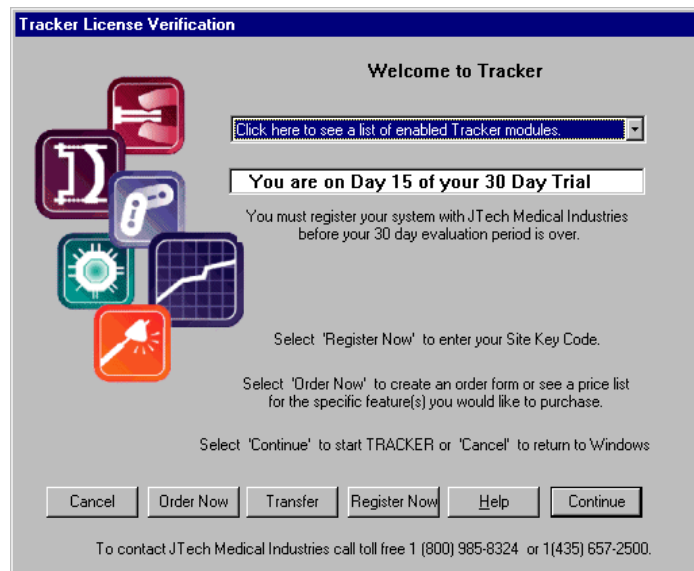 Tracker License Verification
Welcome to Tracker
Click here to see a list of enabled Tracker modules.
You are on Day 15 of your 30 Day Trial
You must register your system with JTech Medical Industries
before your 30 day evaluation period is over.
Select 'Register Now' to enter your Site Key Code.
Select 'Order Now' to create an order form or see a price list
for the specific feature(s) you would like to purchase.
Select 'Continue' to start TRACKER or 'Cancel' to return to Windows
Cancel Order Now Transfer Register Now Help Continue
To contact JTech Medical Industries call toll free 1 (800) 985-8324 or 1(435) 657-2500.